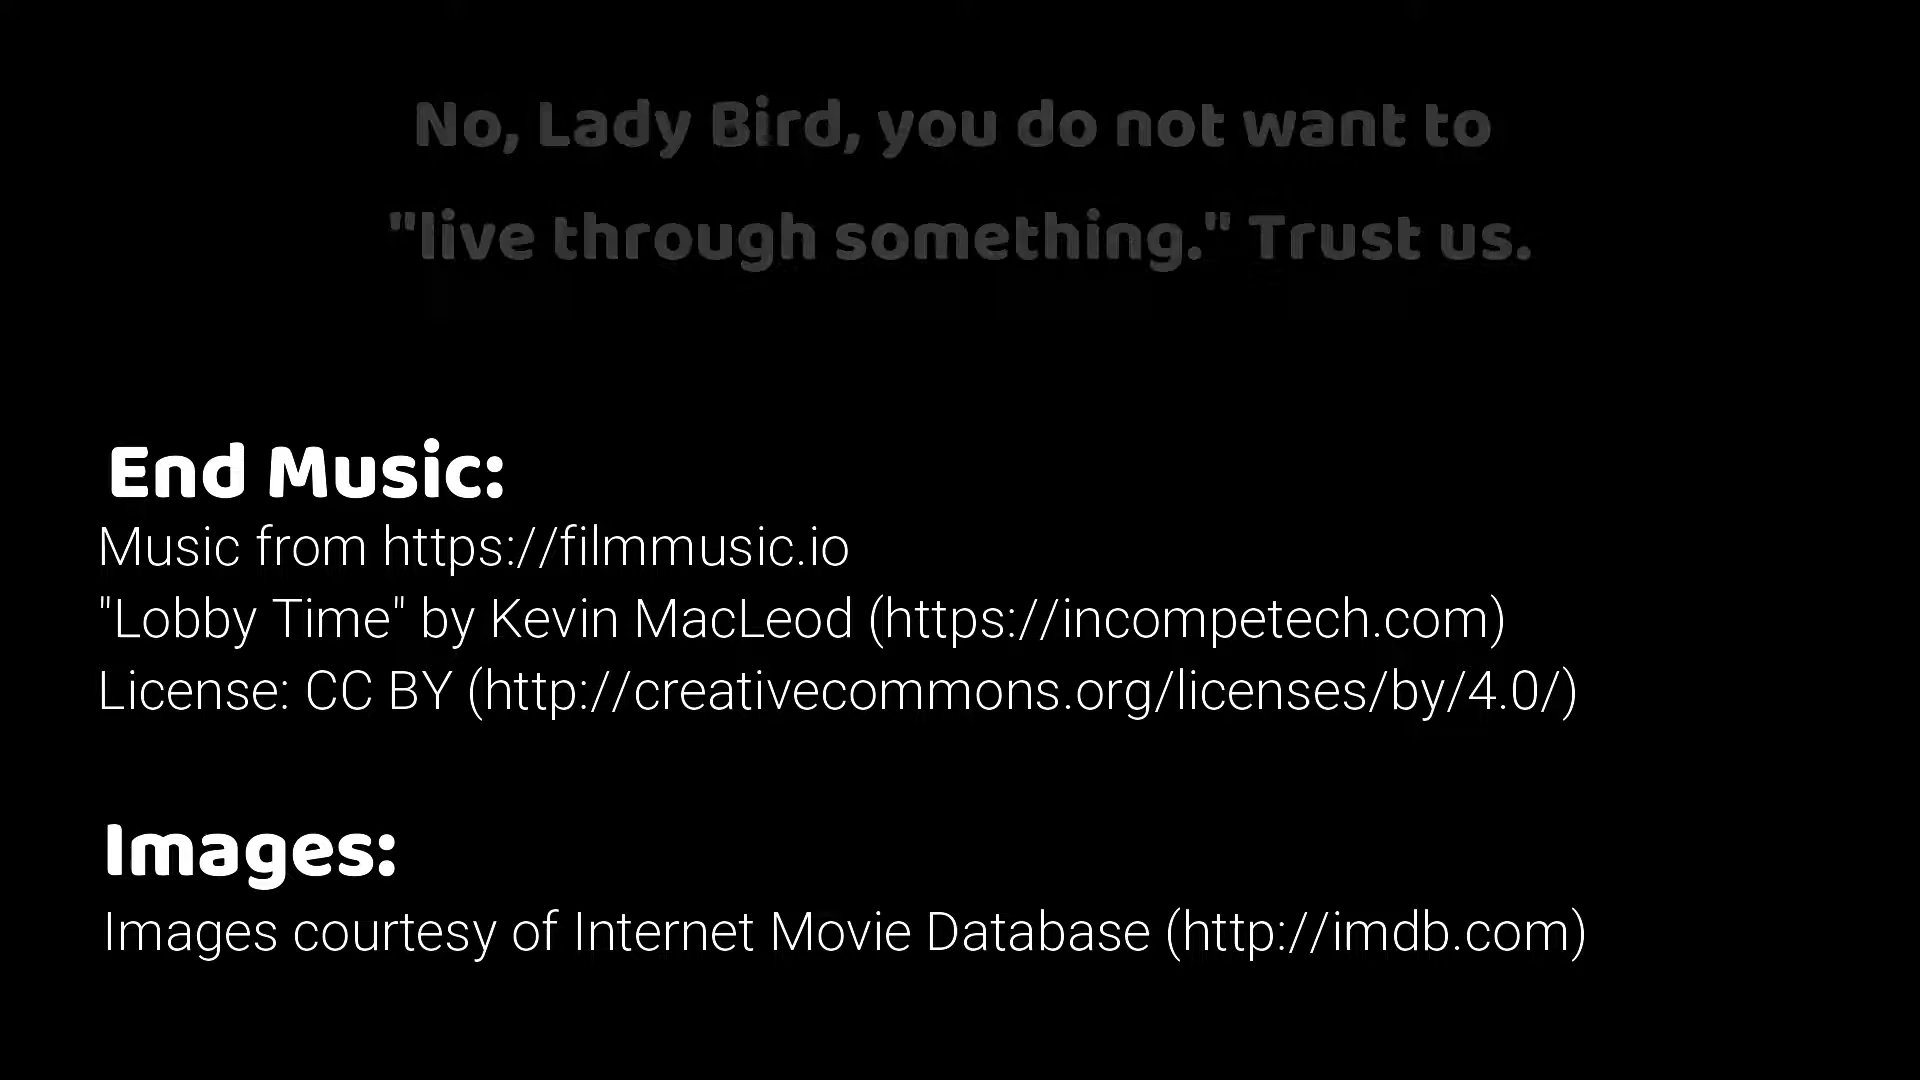 No, Lady Bird, you do not want to
"live through something." Trust us.
End Music:
Music from https://filmmusic.io
"Lobby Time" by Kevin MacLeod (https://incompetech.com)
License: CC BY (http://creativecommons.org/licenses/by/4.0/)
Images:
Images courtesy of Internet Movie Database (http://imdb.com)